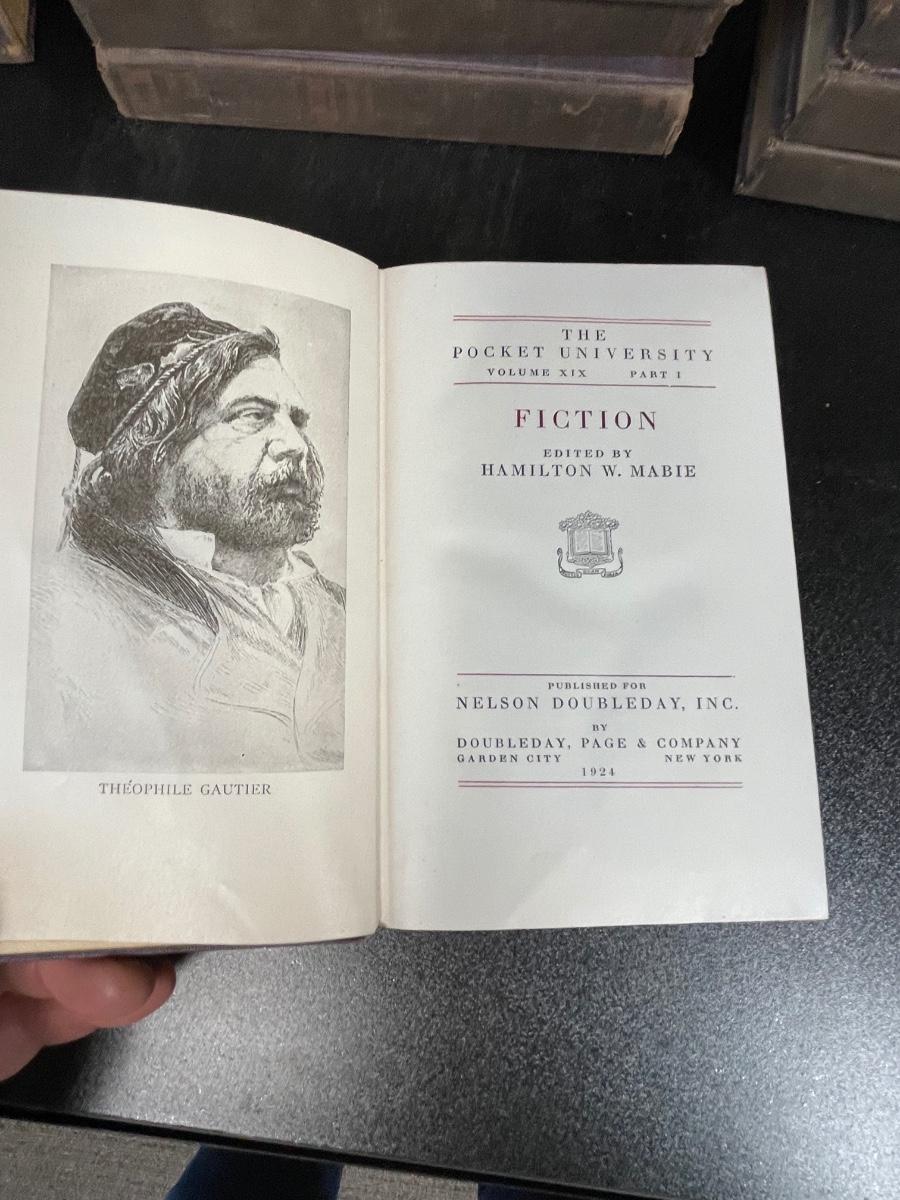 THÉOPHILE GAUTIER
THE
POCKET UNIVERSITY
VOLUME XIX PART I
FICTION
EDITED BY
HAMILTON W. MABIE
PUBLISHED FOR
NELSON DOUBLEDAY, INC.
BY
DOUBLEDAY, PAGE & COMPANY
GARDEN CITY NEW YORK
1924